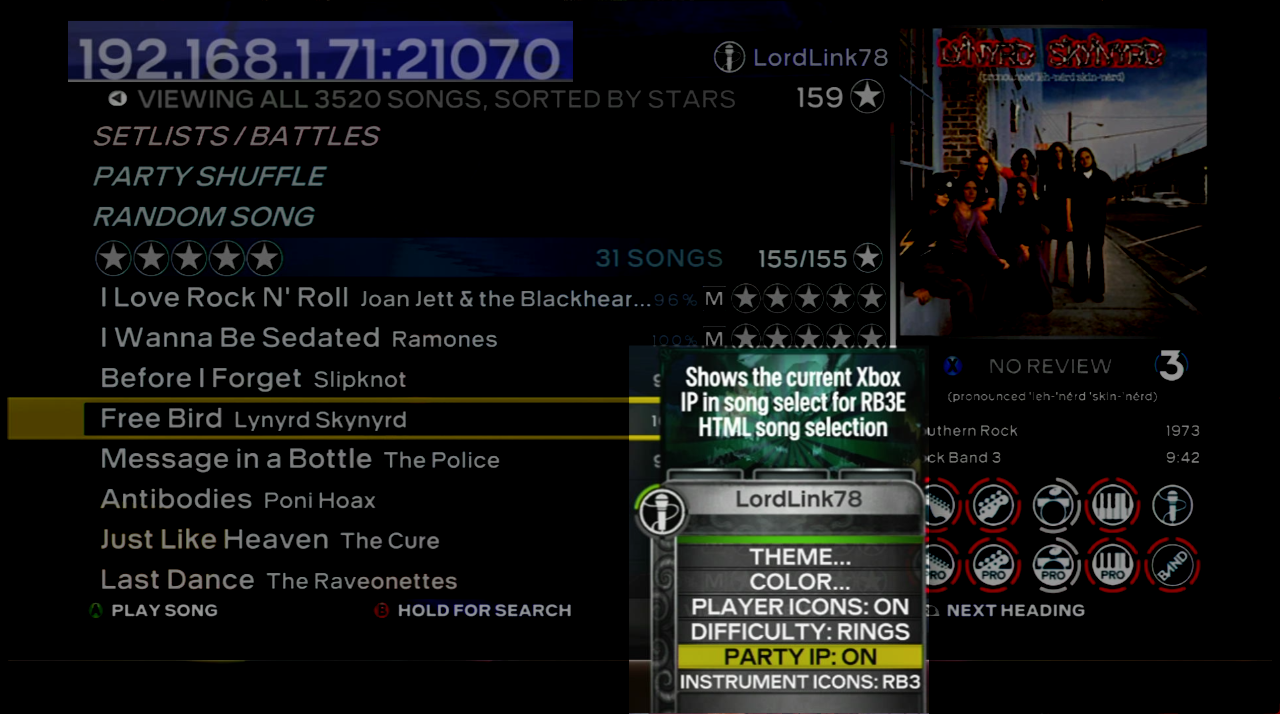 192.168.1.71:21070
LordLink78
VIEWING ALL 3520 SONGS, SORTED BY STARS 159
SETLISTS / BATTLES
PARTY SHUFFLE
RANDOM SONG
31 SONGS 155/155
I Love Rock N' Roll Joan Jett & the Blackhear... 96% M
I Wanna Be Sedated Ramones 100% M
Before I Forget Slipknot 9
Free Bird Lynyrd Skynyrd 10
Message in a Bottle The Police 9
Antibodies Poni Hoax
Just Like Heaven The Cure
Last Dance The Raveonettes
A PLAY SONG B HOLD FOR SEARCH NEXT HEADING
LYNYRD SKYNYRD
(pronounced 'lĕh-'nérd 'skin-'nérd)
X NO REVIEW 3
(pronounced 'leh-'nérd 'skin-'nérd)
uthern Rock 1973
ck Band 3 9:42
PRO PRO PRO PRO BAND
Shows the current Xbox
IP in song select for RB3E
HTML song selection
LordLink78
THEME...
COLOR...
PLAYER ICONS: ON
DIFFICULTY: RINGS
PARTY IP: ON
INSTRUMENT ICONS: RB3